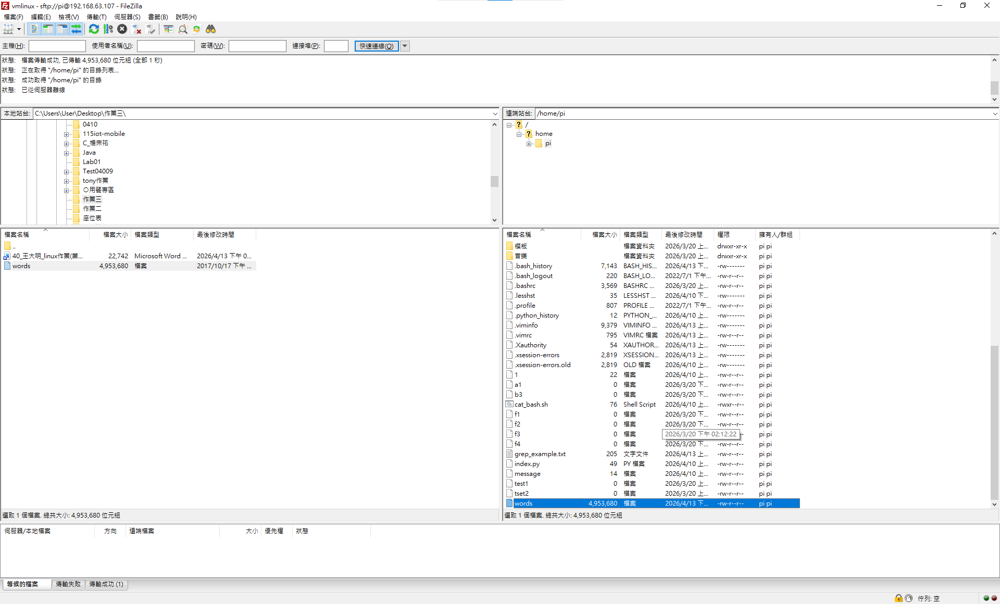 vmlinux - sftp://pi@192.168.63.107 - FileZilla
檔案(F) 編輯(E) 檢視(V) 傳輸(T) 伺服器(S) 書籤(B) 說明(H)
主機(H): 使用者名稱(U): 密碼(W): 連接埠(P): 快速連線(Q)
狀態: 檔案傳輸成功, 已傳輸 4,953,680 位元組 (全部 1 秒)
狀態: 正在取得 "/home/pi" 的目錄列表...
狀態: 成功取得 "/home/pi" 的目錄
狀態: 已從伺服器離線
本地站台: C:\Users\User\Desktop\作業三\
0410
115iot-mobile
C_楊宗祐
Java
Lab01
Test04009
tony作業
○用餐專區
作業三
作業二
座位表
遠端站台: /home/pi
/
home
pi
檔案名稱 檔案大小 檔案類型 最後修改時間
..
40_王大明_linux作業(第... 22,742 Microsoft Word ... 2026/4/13 下午 0...
words 4,953,680 檔案 2017/10/17 下午 ...
選取 1 個檔案. 總共大小: 4,953,680 位元組
檔案名稱 檔案大小 檔案類型 最後修改時間 權限 擁有人/群組
模板 檔案資料夾 2026/3/20 上... drwxr-xr-x pi pi
音樂 檔案資料夾 2026/3/20 上... drwxr-xr-x pi pi
.bash_history 7,143 BASH_HIS... 2026/4/13 下... -rw------- pi pi
.bash_logout 220 BASH_LO... 2022/7/1 下午... -rw-r--r-- pi pi
.bashrc 3,569 BASHRC ... 2026/3/20 上... -rw-r--r-- pi pi
.lesshst 35 LESSHST ... 2026/4/10 下... -rw------- pi pi
.profile 807 PROFILE ... 2022/7/1 下午... -rw-r--r-- pi pi
.python_history 12 PYTHON_... 2026/4/10 上... -rw------- pi pi
.viminfo 9,379 VIMINFO ... 2026/4/13 上... -rw------- pi pi
.vimrc 795 VIMRC 檔案 2026/4/13 上... -rw-r--r-- pi pi
.Xauthority 54 XAUTHOR... 2026/4/13 上... -rw------- pi pi
.xsession-errors 2,819 XSESSION... 2026/4/13 上... -rw------- pi pi
.xsession-errors.old 2,819 OLD 檔案 2026/4/10 上... -rw------- pi pi
1 22 檔案 2026/4/10 上... -rw-r--r-- pi pi
a1 0 檔案 2026/3/20 上... -rw-r--r-- pi pi
b3 0 檔案 2026/3/20 上... -rw-r--r-- pi pi
cat_bash.sh 76 Shell Script 2026/4/10 上... -rwxr--r-- pi pi
f1 0 檔案 2026/3/20 下... -rw-r--r-- pi pi
f2 0 檔案 2026/3/20 下... -rw-r--r-- pi pi
f3 0 檔案 2026/3/20 下午 02:12:22 - pi pi
f4 0 檔案 2026/3/20 下... -rw-r--r-- pi pi
grep_example.txt 205 文字文件 2026/4/13 上... -rw-r--r-- pi pi
index.py 49 PY 檔案 2026/4/10 上... -rw-r--r-- pi pi
message 14 檔案 2026/4/10 上... -rw-r--r-- pi pi
test1 0 檔案 2026/3/20 上... -rw-r--r-- pi pi
tset2 0 檔案 2026/3/20 上... -rw-r--r-- pi pi
words 4,953,680 檔案 2026/4/13 下... -rw-r--r-- pi pi
選取 1 個檔案. 總共大小: 4,953,680 位元組
伺服器/本地檔案 方向 遠端檔案 大小 優先權 狀態
等候的檔案 傳輸失敗 傳輸成功 (1)
佇列: 空